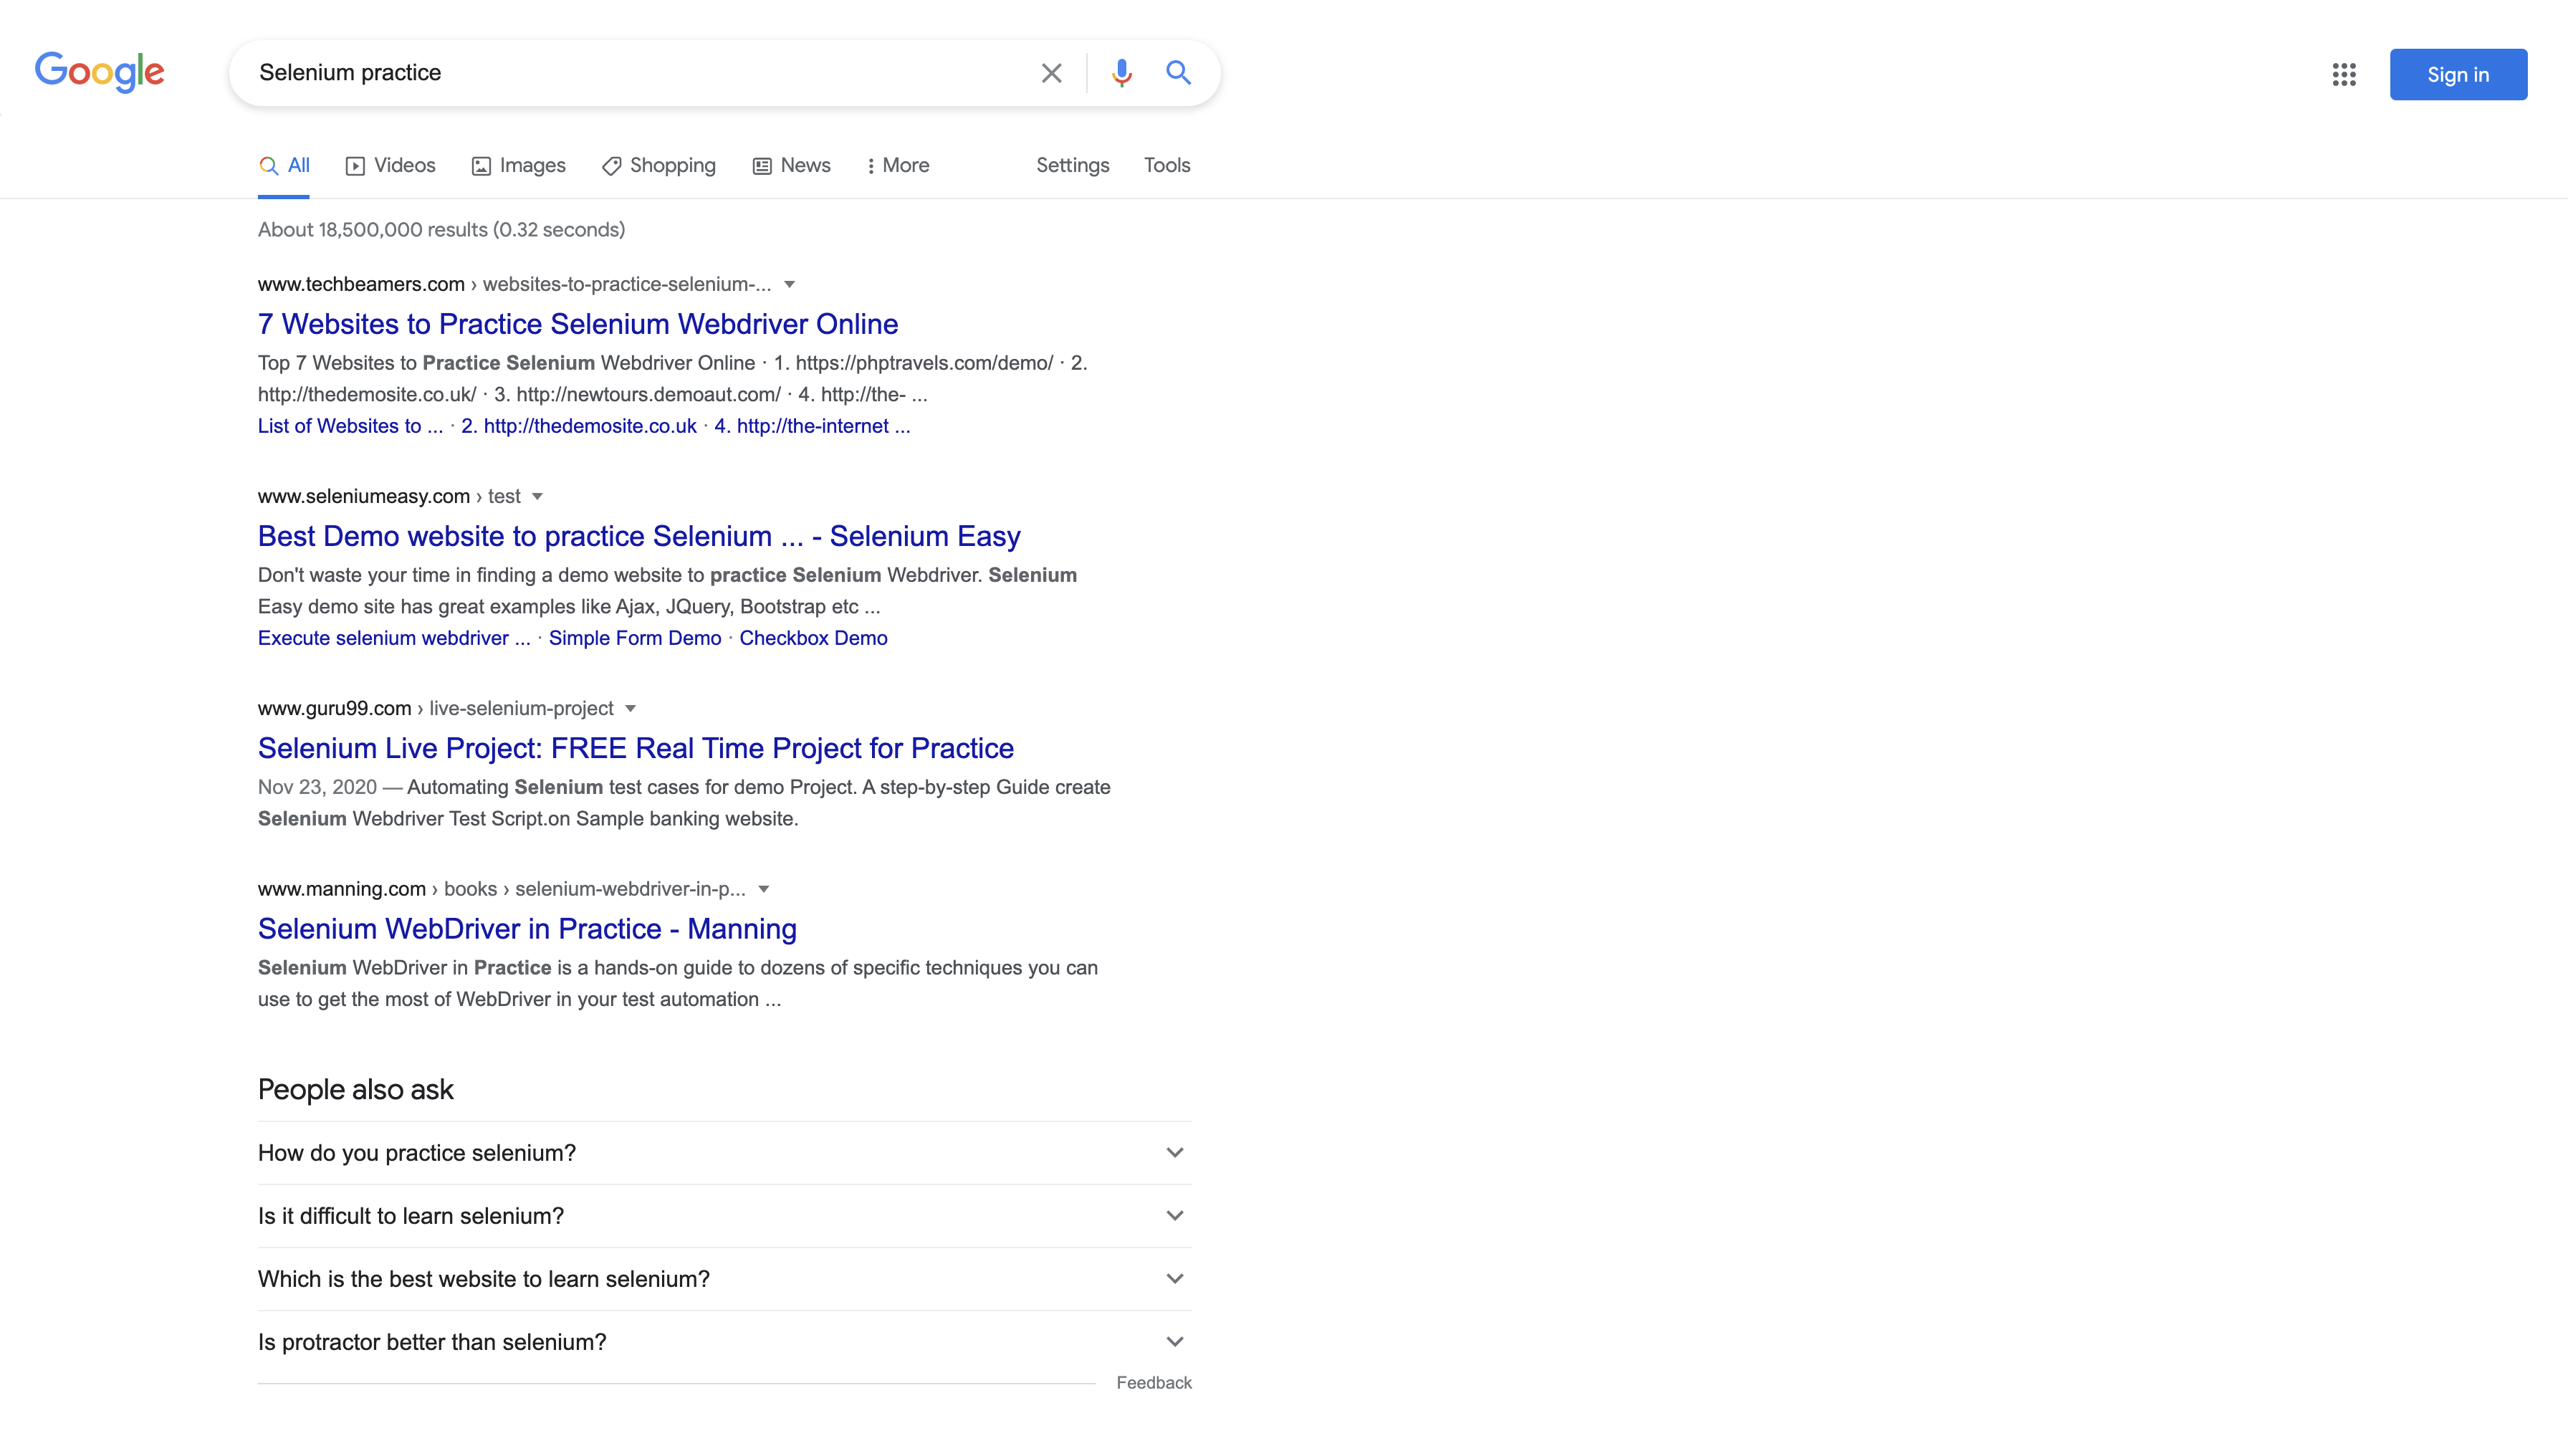 Google
Selenium practice
Sign in
All Videos Images Shopping News More Settings Tools
About 18,500,000 results (0.32 seconds)
www.techbeamers.com › websites-to-practice-selenium-...
7 Websites to Practice Selenium Webdriver Online
Top 7 Websites to Practice Selenium Webdriver Online · 1. https://phptravels.com/demo/ · 2.
http://thedemosite.co.uk/ · 3. http://newtours.demoaut.com/ · 4. http://the- ...
List of Websites to ... · 2. http://thedemosite.co.uk · 4. http://the-internet ...
www.seleniumeasy.com › test
Best Demo website to practice Selenium ... - Selenium Easy
Don't waste your time in finding a demo website to practice Selenium Webdriver. Selenium
Easy demo site has great examples like Ajax, JQuery, Bootstrap etc ...
Execute selenium webdriver ... · Simple Form Demo · Checkbox Demo
www.guru99.com › live-selenium-project
Selenium Live Project: FREE Real Time Project for Practice
Nov 23, 2020 — Automating Selenium test cases for demo Project. A step-by-step Guide create
Selenium Webdriver Test Script.on Sample banking website.
www.manning.com › books › selenium-webdriver-in-p...
Selenium WebDriver in Practice - Manning
Selenium WebDriver in Practice is a hands-on guide to dozens of specific techniques you can
use to get the most of WebDriver in your test automation ...
People also ask
How do you practice selenium?
Is it difficult to learn selenium?
Which is the best website to learn selenium?
Is protractor better than selenium?
Feedback